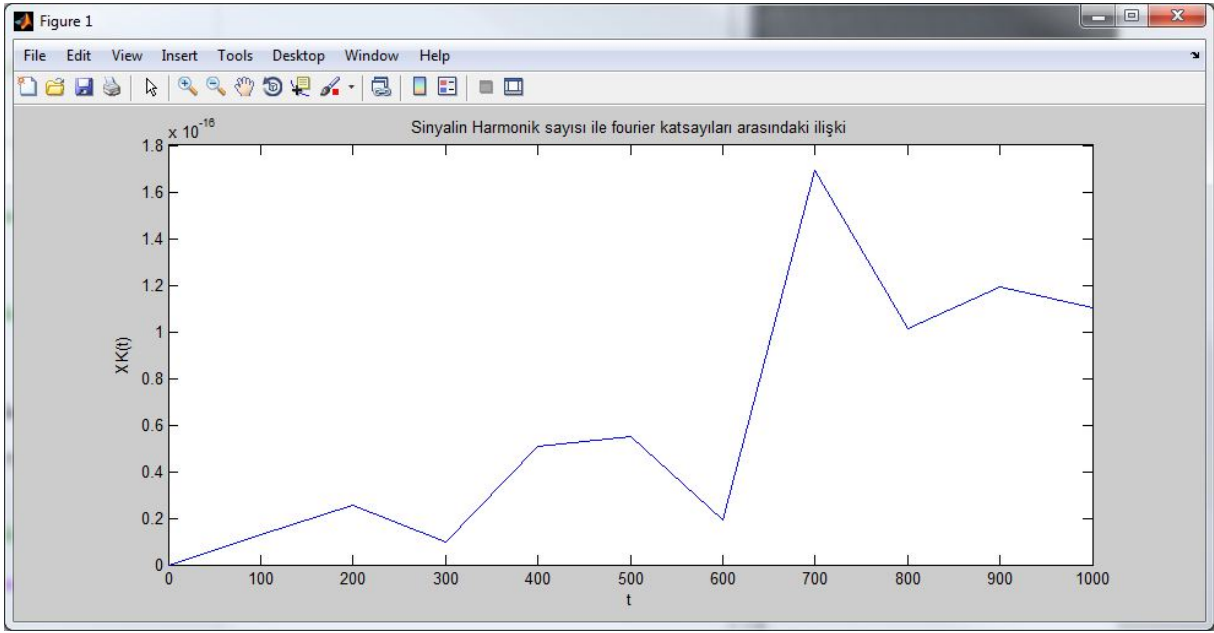 Figure 1
File Edit View Insert Tools Desktop Window Help
x 10^-16
Sinyalin Harmonik sayısı ile fourier katsayıları arasındaki ilişki
1.8
1.6
1.4
1.2
1
0.8
0.6
0.4
0.2
0
XK(t)
0 100 200 300 400 500 600 700 800 900 1000
t